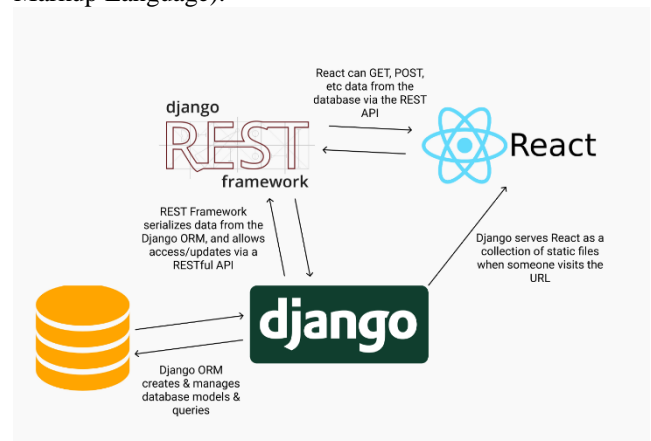 Markup Language).
React can GET, POST,
etc data from the
database via the REST
API
django
REST
framework
React
REST Framework
serializes data from the
Django ORM, and allows
access/updates via a
RESTful API
Django serves React as a
collection of static files
when someone visits the
URL
django
Django ORM
creates & manages
database models &
queries